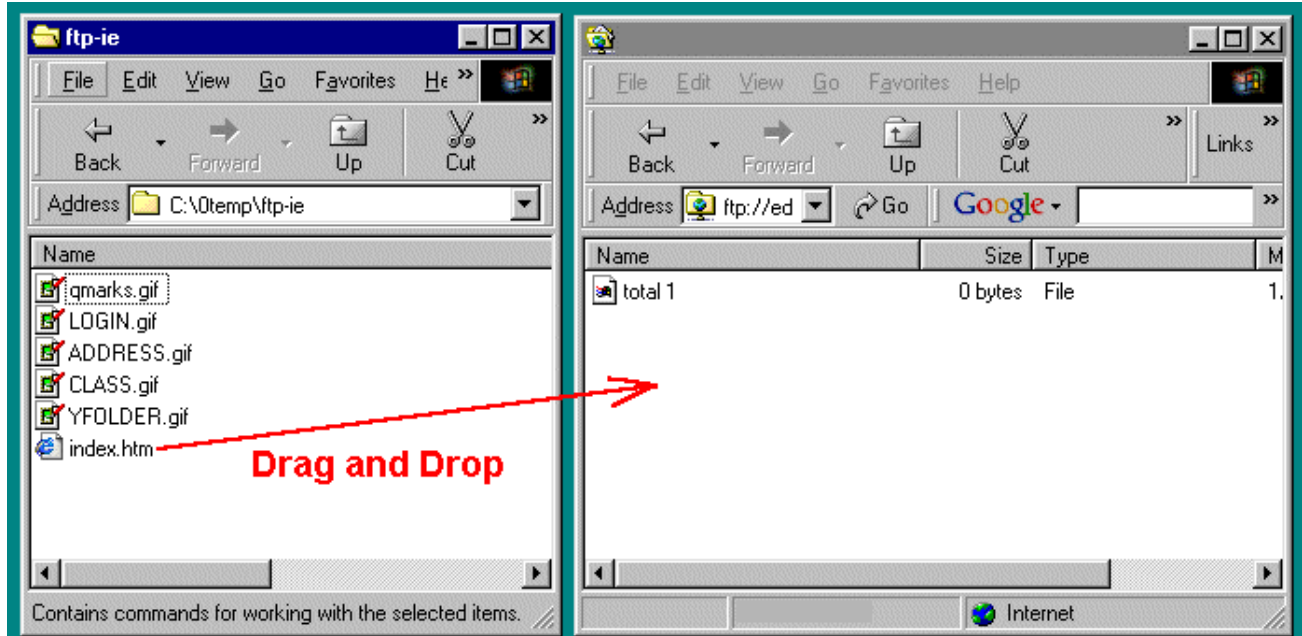 ftp-ie
File Edit View Go Favorites He »
Back Forward Up Cut »
Address C:\0temp\ftp-ie
Name
qmarks.gif
LOGIN.gif
ADDRESS.gif
CLASS.gif
YFOLDER.gif
index.htm
Contains commands for working with the selected items.
Drag and Drop
File Edit View Go Favorites Help
Back Forward Up Cut » Links »
Address ftp://ed Go Google »
Name Size Type M
total 1 0 bytes File 1.
Internet